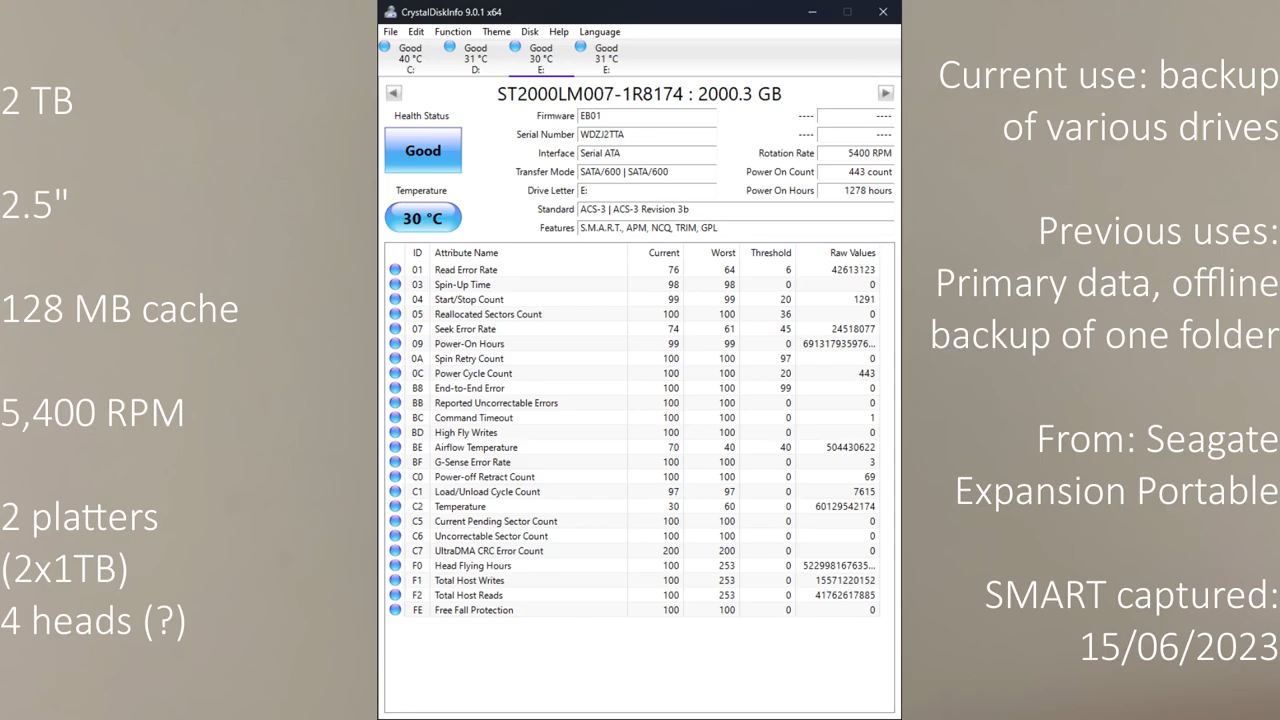 2 TB
2.5"
128 MB cache
5,400 RPM
2 platters
(2x1TB)
4 heads (?)
CrystalDiskInfo 9.0.1 x64
File Edit Function Theme Disk Help Language
Good Good Good Good
40 °C 31 °C 30 °C 31 °C
C: D: E: E:
ST2000LM007-1R8174 : 2000.3 GB
Health Status
Good
Temperature
30 °C
Firmware EB01 ---- ----
Serial Number WDZJ2TTA ---- ----
Interface Serial ATA Rotation Rate 5400 RPM
Transfer Mode SATA/600 | SATA/600 Power On Count 443 count
Drive Letter E: Power On Hours 1278 hours
Standard ACS-3 | ACS-3 Revision 3b
Features S.M.A.R.T., APM, NCQ, TRIM, GPL
ID Attribute Name Current Worst Threshold Raw Values
01 Read Error Rate 76 64 6 42613123
03 Spin-Up Time 98 98 0 0
04 Start/Stop Count 99 99 20 1291
05 Reallocated Sectors Count 100 100 36 0
07 Seek Error Rate 74 61 45 24518077
09 Power-On Hours 99 99 0 691317935976...
0A Spin Retry Count 100 100 97 0
0C Power Cycle Count 100 100 20 443
B8 End-to-End Error 100 100 99 0
BB Reported Uncorrectable Errors 100 100 0 0
BC Command Timeout 100 100 0 1
BD High Fly Writes 100 100 0 0
BE Airflow Temperature 70 40 40 504430622
BF G-Sense Error Rate 100 100 0 3
C0 Power-off Retract Count 100 100 0 69
C1 Load/Unload Cycle Count 97 97 0 7615
C2 Temperature 30 60 0 60129542174
C5 Current Pending Sector Count 100 100 0 0
C6 Uncorrectable Sector Count 100 100 0 0
C7 UltraDMA CRC Error Count 200 200 0 0
F0 Head Flying Hours 100 253 0 522998167635...
F1 Total Host Writes 100 253 0 15571220152
F2 Total Host Reads 100 253 0 41762617885
FE Free Fall Protection 100 100 0 0
Current use: backup
of various drives
Previous uses:
Primary data, offline
backup of one folder
From: Seagate
Expansion Portable
SMART captured:
15/06/2023